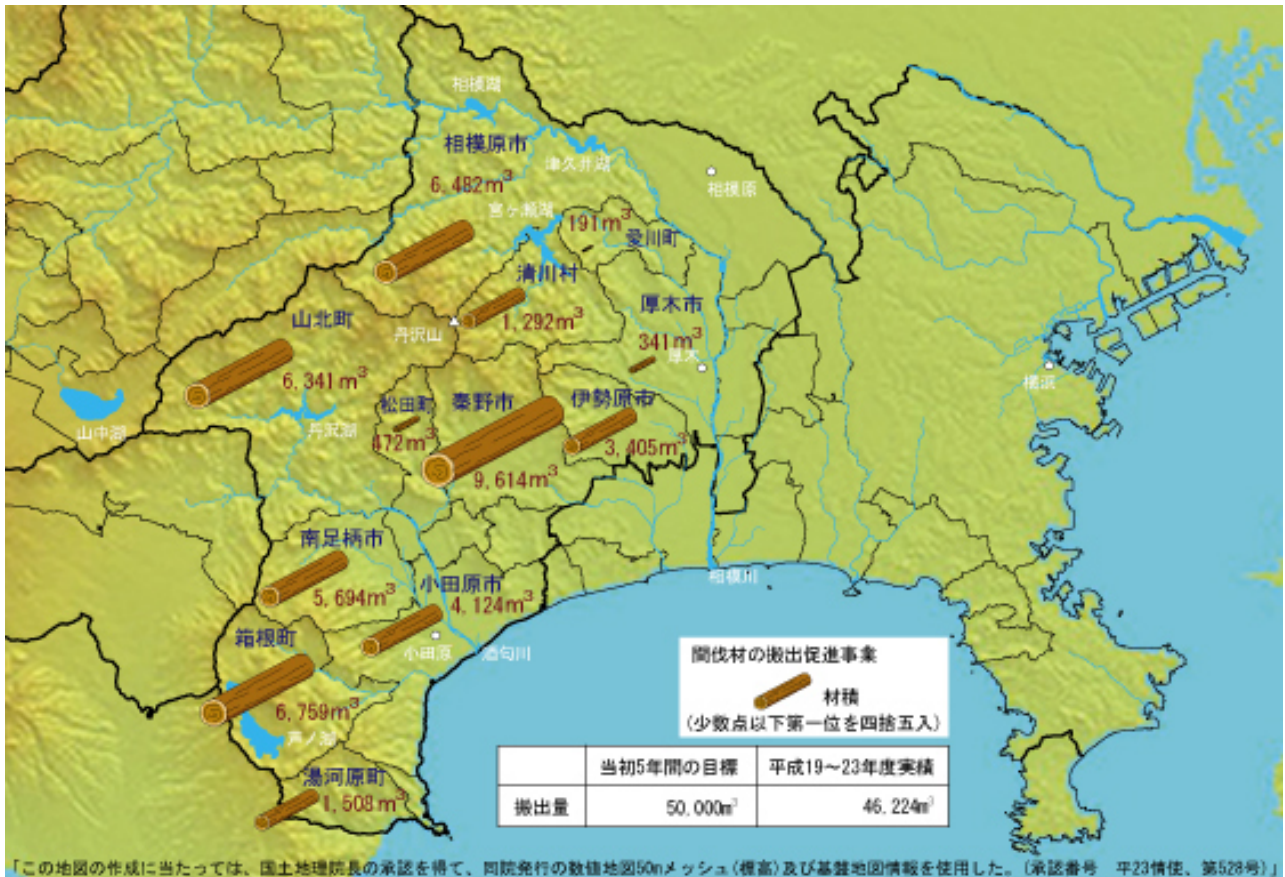 相模湖
相模原市
津久井湖
相模原
6,482m³
宮ヶ瀬湖
191m³
愛川町
清川村
厚木市
1,292m³
山北町
丹沢山
341m³
厚木
6,341m³
横浜
松田町
秦野市
伊勢原市
山中湖
丹沢湖
472m³
3,405m³
9,614m³
南足柄市
相模川
小田原市
5,694m³
4,124m³
箱根町
小田原
酒匂川
6,759m³
芦ノ湖
湯河原町
1,508m³
間伐材の搬出促進事業
材積
(少数点以下第一位を四捨五入)
当初5年間の目標 平成19～23年度実績
搬出量 50,000m³ 46,224m³
「この地図の作成に当たっては、国土地理院長の承認を得て、同院発行の数値地図50mメッシュ(標高)及び基盤地図情報を使用した。(承認番号 平23情使、第528号)」